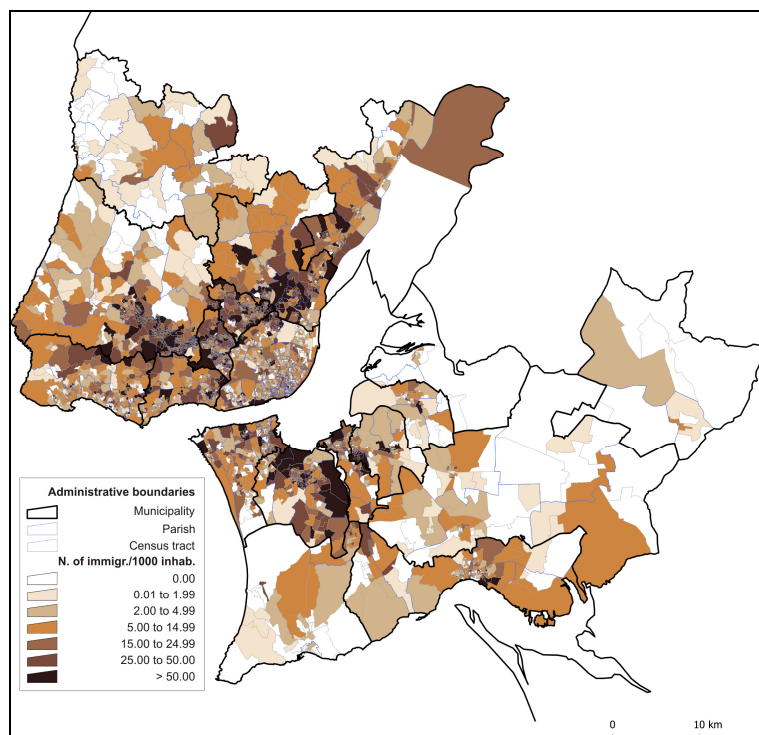 Administrative boundaries
Municipality
Parish
Census tract
N. of immigr./1000 inhab.
0.00
0.01 to 1.99
2.00 to 4.99
5.00 to 14.99
15.00 to 24.99
25.00 to 50.00
> 50.00
0 10 km